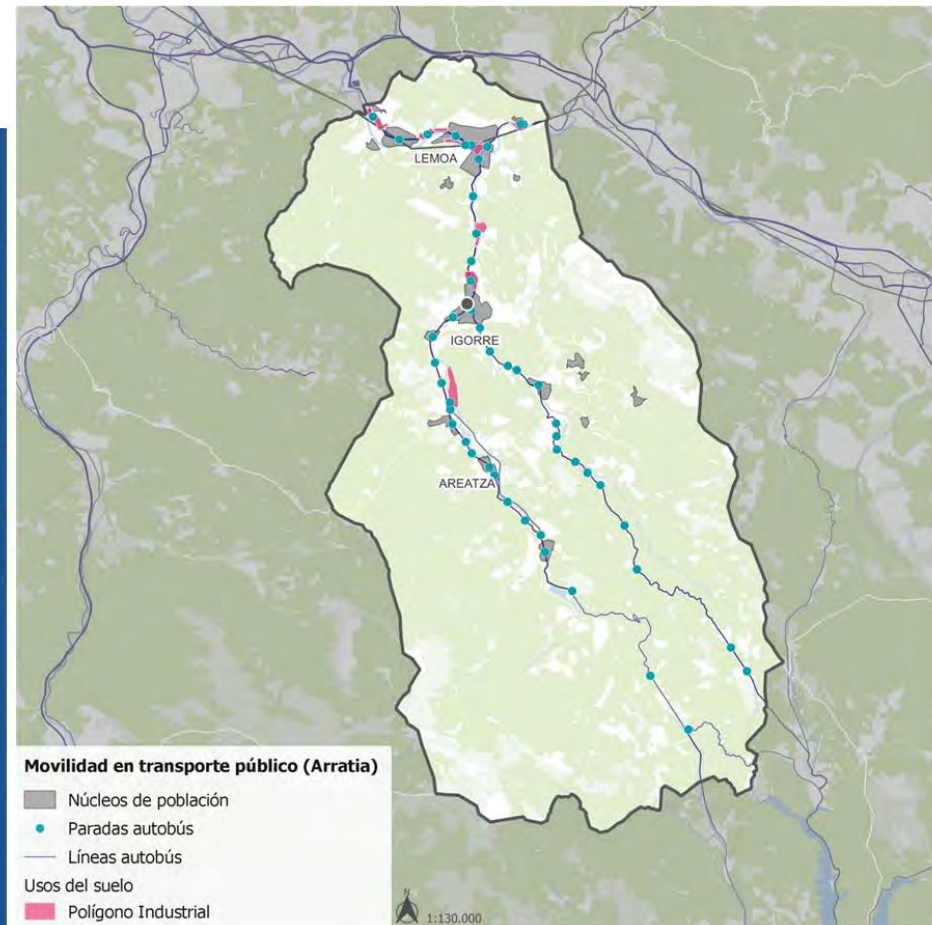 LEMOA
IGORRE
AREATZA
Movilidad en transporte público (Arratia)
Núcleos de población
Paradas autobús
Líneas autobús
Usos del suelo
Polígono Industrial
N
1:130.000